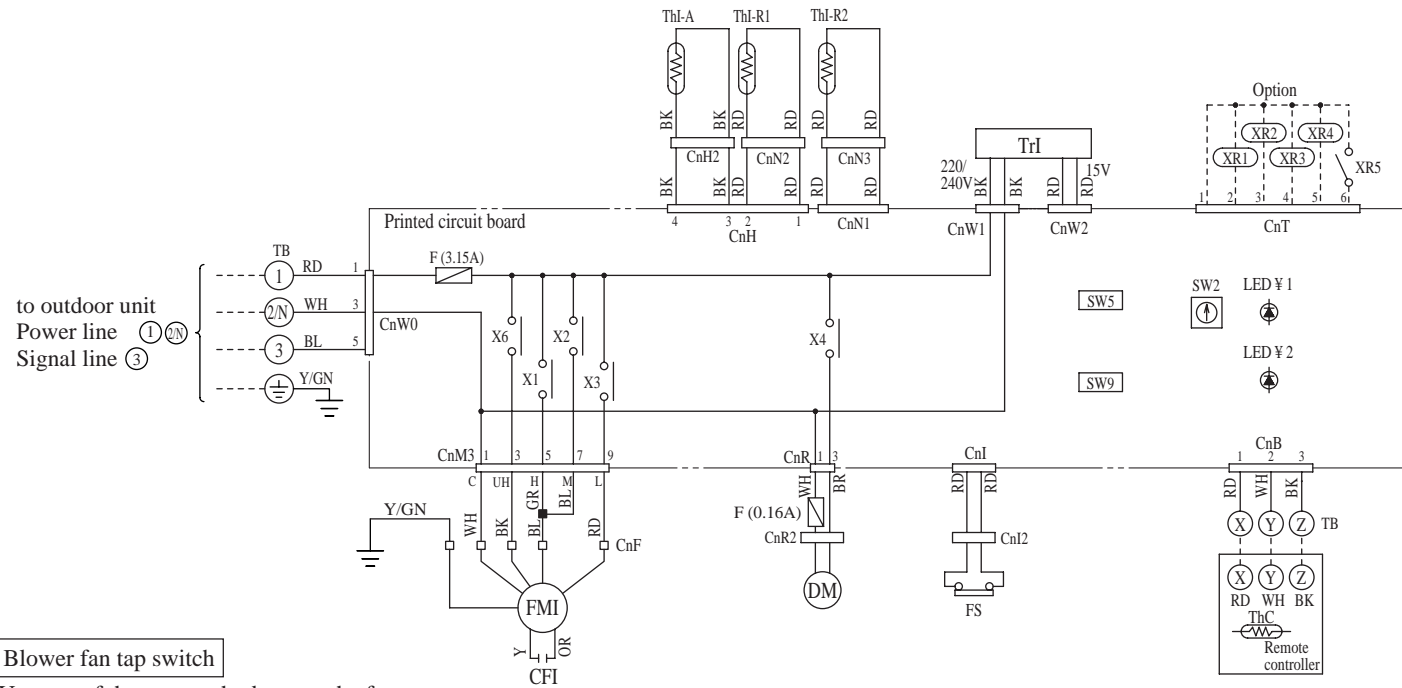 ThI-A ThI-R1 ThI-R2
BK BK RD RD RD RD
CnH2 CnN2 CnN3
BK BK RD RD RD RD
4 3 2 1
CnH CnN1
TrI
220/
240V
15V
BK BK RD RD
CnW1 CnW2
Option
XR1 XR2 XR3 XR4
XR5
1 2 3 4 5 6
CnT
Printed circuit board
F (3.15A)
TB
1 RD 1
2/N WH 3
3 BL 5
Y/GN
CnW0
to outdoor unit
Power line 1 2/N
Signal line 3
X6 X2
X1 X3
X4
SW5
SW9
SW2
LED¥1
LED¥2
CnM3 1 3 5 7 9
C UH H M L
GR BL
WH BK BL RD
CnF
Y/GN
FMI
Y OR
CFI
CnR 1 3
WH BR
F (0.16A)
CnR2
DM
CnI
RD RD
CnI2
FS
CnB
1 2 3
RD WH BK
X Y Z TB
X Y Z
RD WH BK
ThC
Remote
controller
Blower fan tap switch